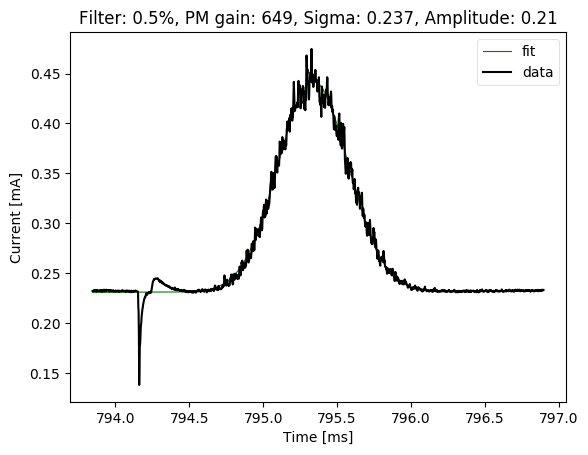 Filter: 0.5%, PM gain: 649, Sigma: 0.237, Amplitude: 0.21
fit
data
0.45
0.40
0.35
0.30
0.25
0.20
0.15
Current [mA]
794.0 794.5 795.0 795.5 796.0 796.5 797.0
Time [ms]